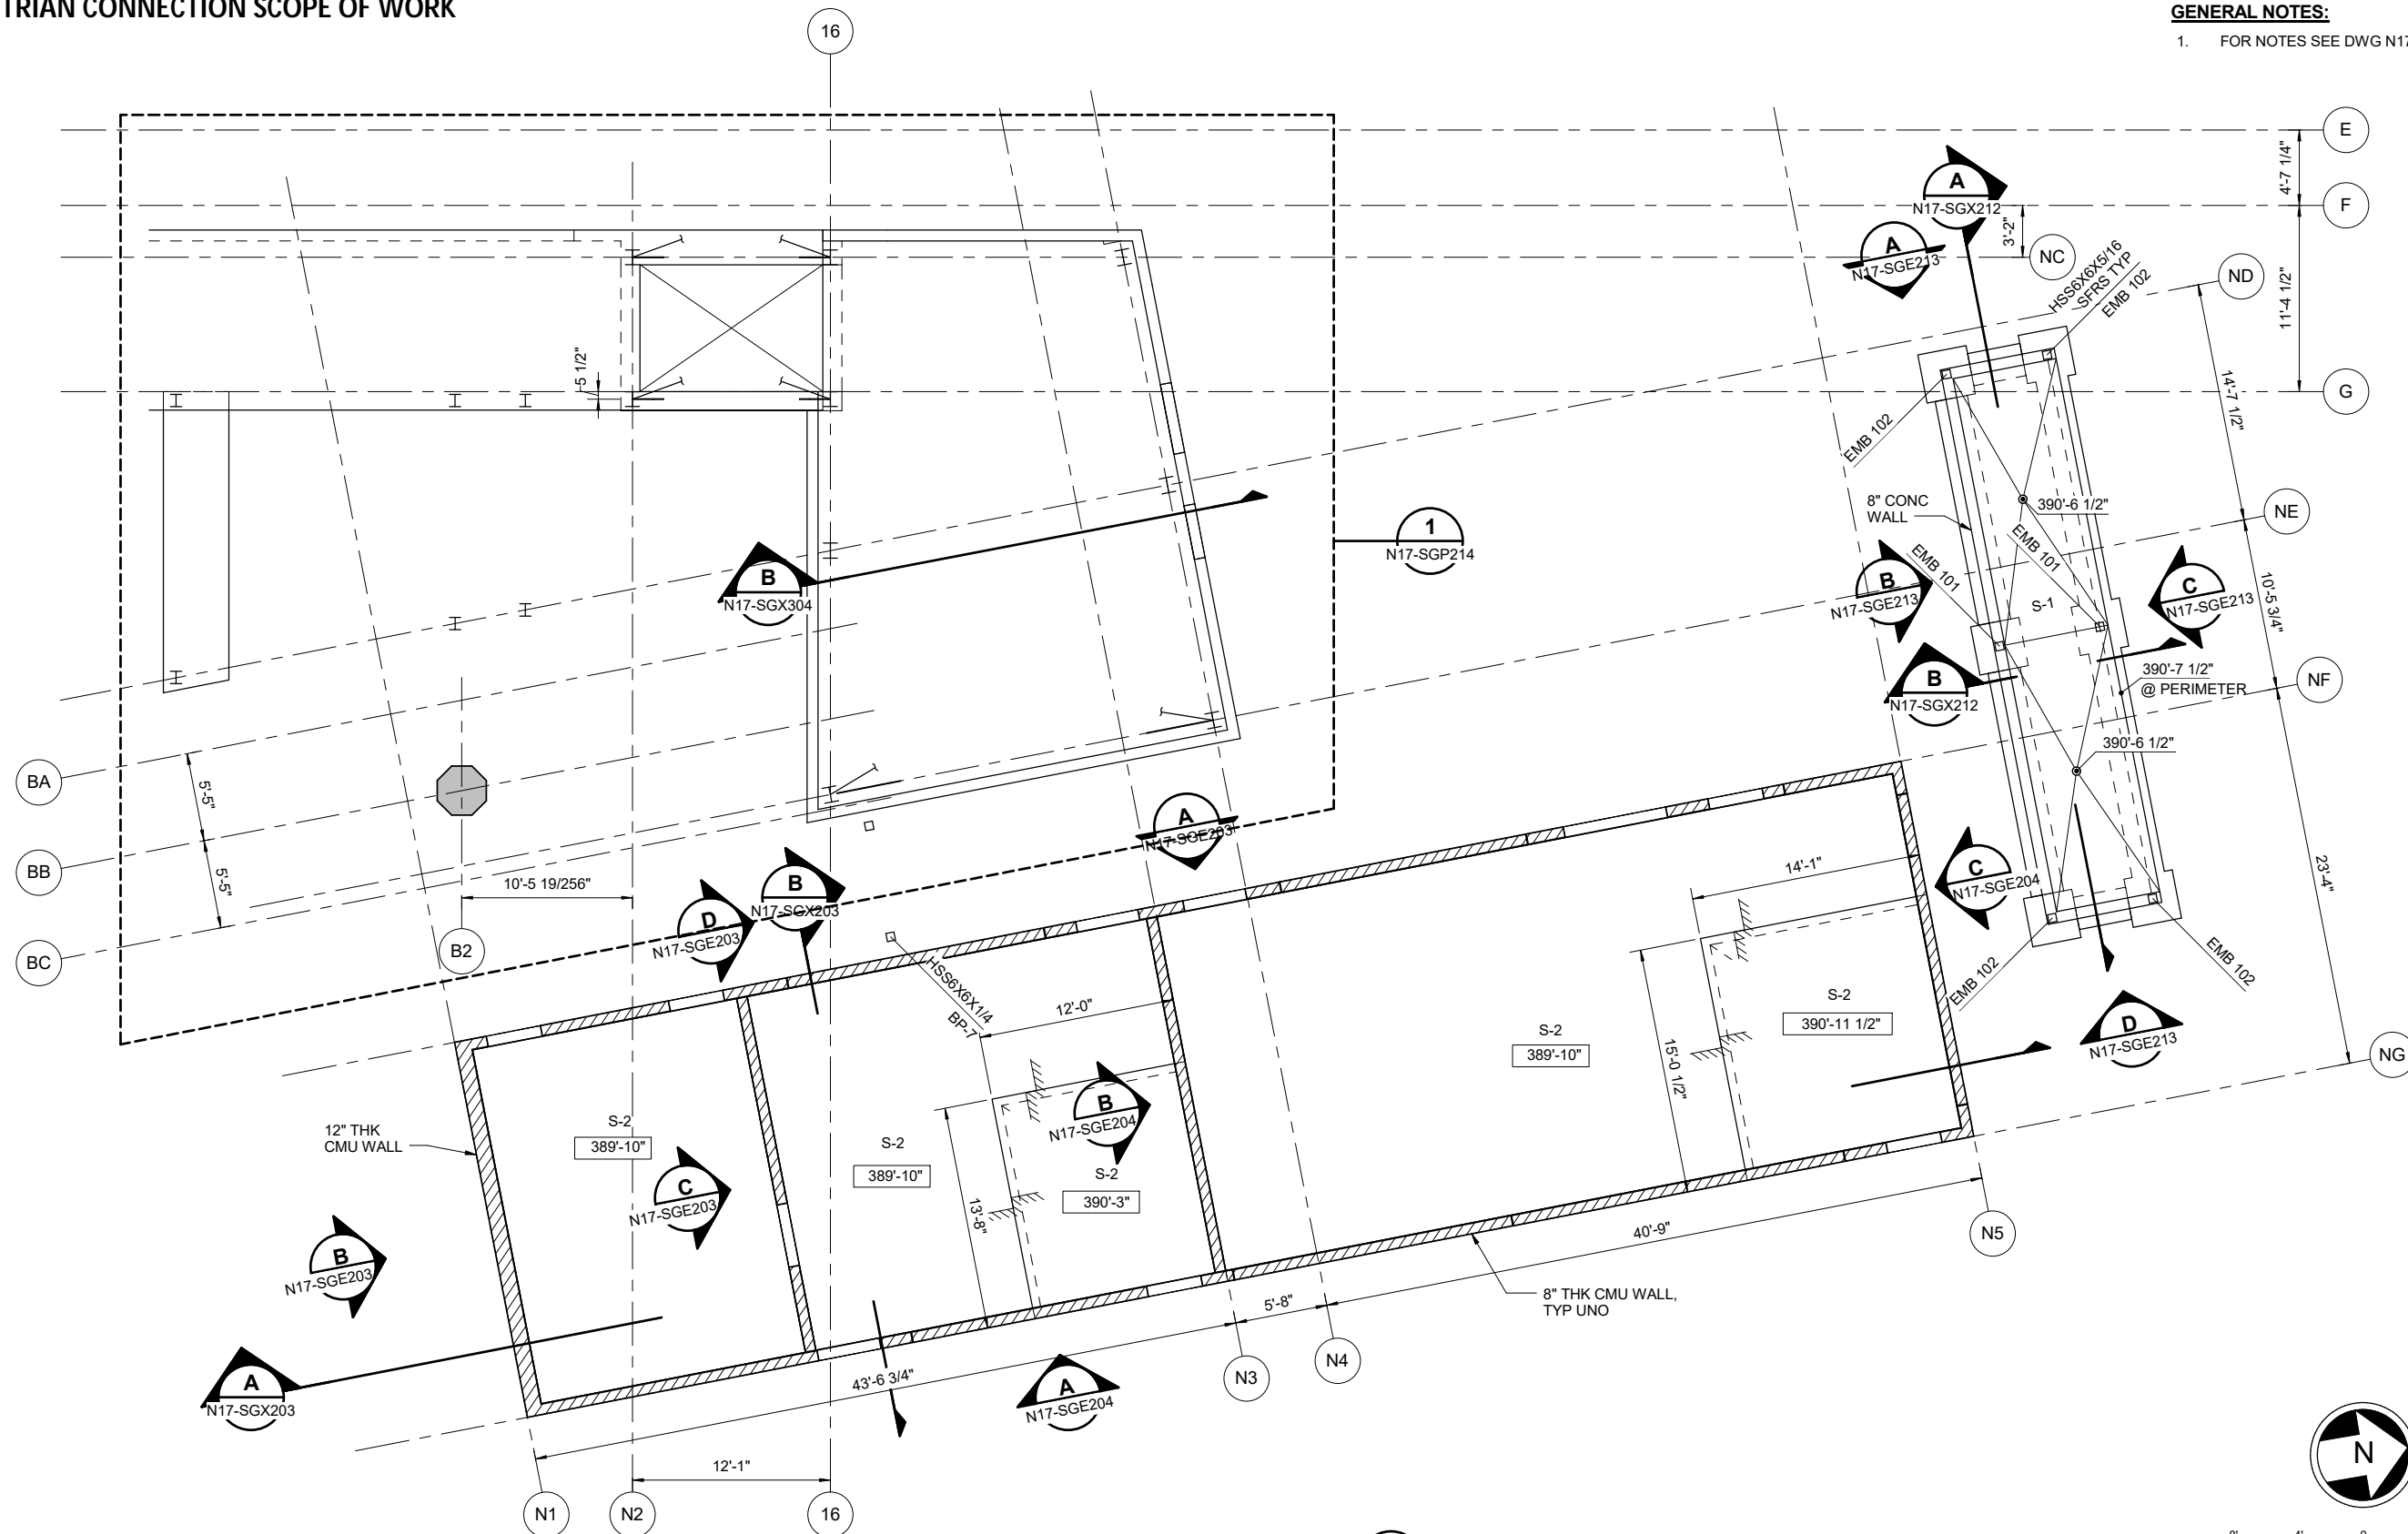 TRIAN CONNECTION SCOPE OF WORK
GENERAL NOTES:
1. FOR NOTES SEE DWG N17
16
E
4'-7 1/4"
F
3'-2"
NC
11'-4 1/2"
G
ND
14'-7 1/2"
NE
10'-5 3/4"
NF
23'-4"
NG
A
N17-SGX212
A
N17-SGE213
HSS6X6X5/16
SFRS TYP
EMB 102
EMB 102
8" CONC
WALL
390'-6 1/2"
EMB 101
EMB 101
S-1
B
N17-SGE213
C
N17-SGE213
B
N17-SGX212
390'-7 1/2"
@ PERIMETER
390'-6 1/2"
EMB 102
EMB 102
5 1/2"
B
N17-SGX304
1
N17-SGP214
BA
5'-5"
BB
5'-5"
BC
B2
10'-5 19/256"
A
N17-SGE203
B
N17-SGX203
D
N17-SGE203
HSS6X6X1/4
BP-7
12'-0"
14'-1"
C
N17-SGE204
S-2
390'-11 1/2"
D
N17-SGE213
S-2
389'-10"
15'-0 1/2"
B
N17-SGE204
S-2
390'-3"
13'-8"
S-2
389'-10"
S-2
389'-10"
12" THK
CMU WALL
C
N17-SGE203
B
N17-SGE203
A
N17-SGX203
8" THK CMU WALL,
TYP UNO
40'-9"
N5
5'-8"
N4
N3
43'-6 3/4"
A
N17-SGE204
12'-1"
N1
N2
16
N
8'
4'
0